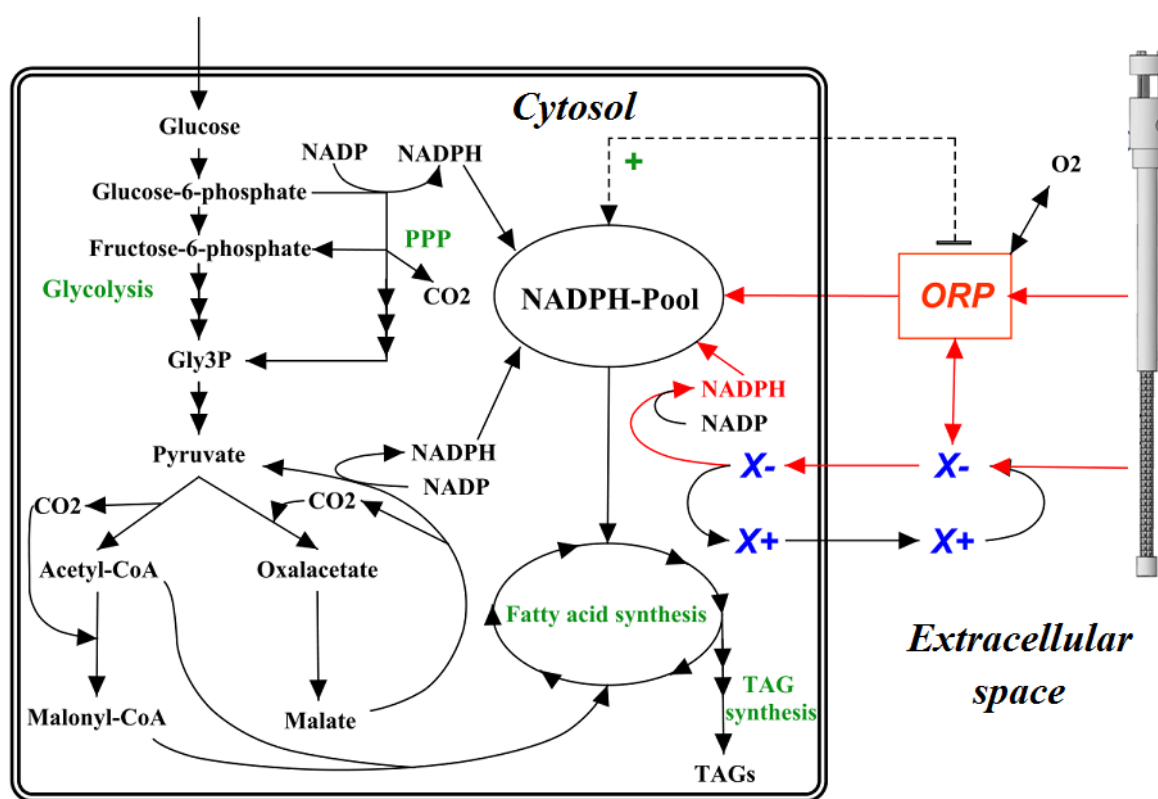 Cytosol
Glucose
NADP
NADPH
O2
Glucose-6-phosphate
+
Fructose-6-phosphate
PPP
Glycolysis
CO2
NADPH-Pool
ORP
Gly3P
NADPH
NADP
Pyruvate
NADPH
NADP
X-
X-
CO2
CO2
X+
X+
Acetyl-CoA
Oxalacetate
Fatty acid synthesis
Extracellular
space
TAG
synthesis
Malonyl-CoA
Malate
TAGs